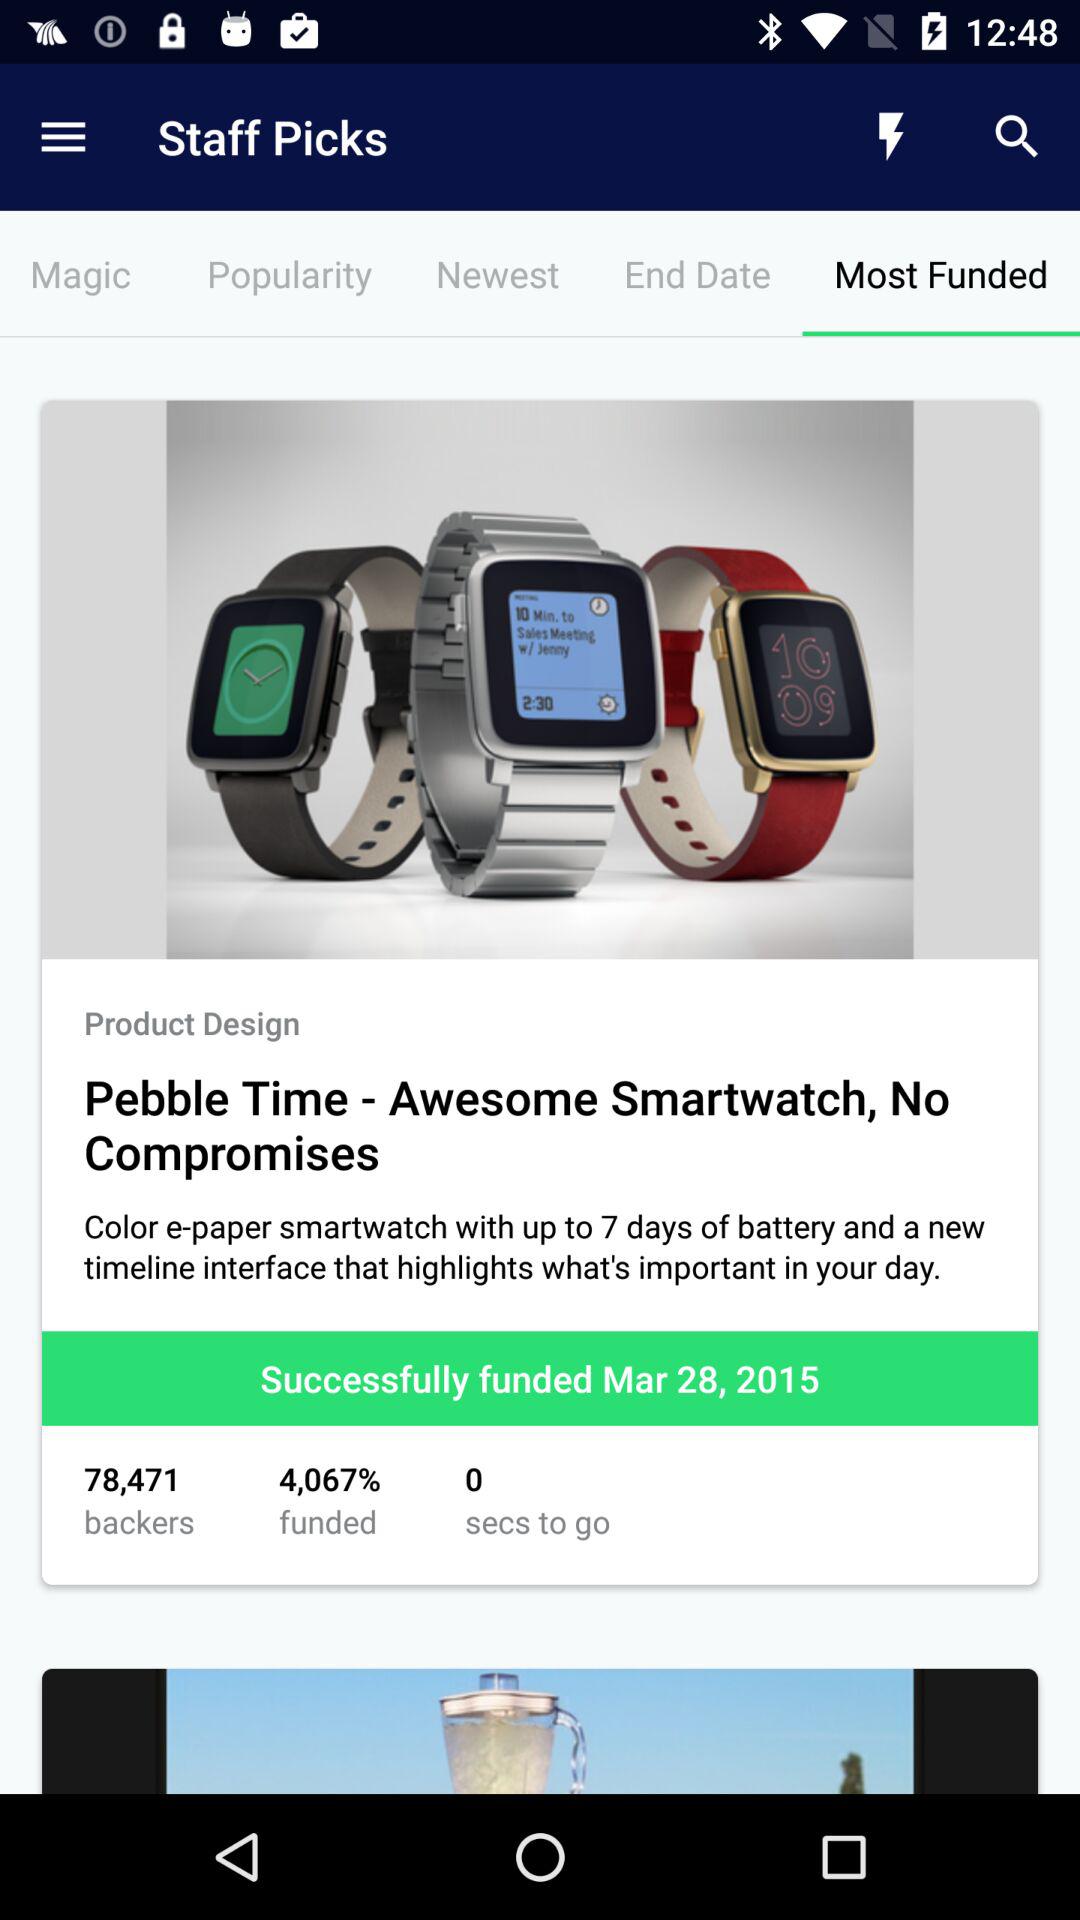 12:48
Staff Picks
Magic Popularity Newest End Date Most Funded
MEETING
10 Min. to
Sales Meeting
w/ Jenny
2:30
10
09
Product Design
Pebble Time - Awesome Smartwatch, No
Compromises
Color e-paper smartwatch with up to 7 days of battery and a new
timeline interface that highlights what's important in your day.
Successfully funded Mar 28, 2015
78,471 4,067% 0
backers funded secs to go